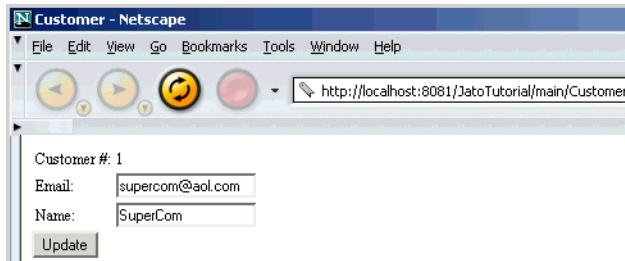 N Customer - Netscape
File Edit View Go Bookmarks Tools Window Help
http://localhost:8081/JatoTutorial/main/Customer
Customer #: 1
Email: supercom@aol.com
Name: SuperCom
Update